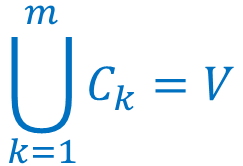 ⋃_{k=1}^{m} C_k = V